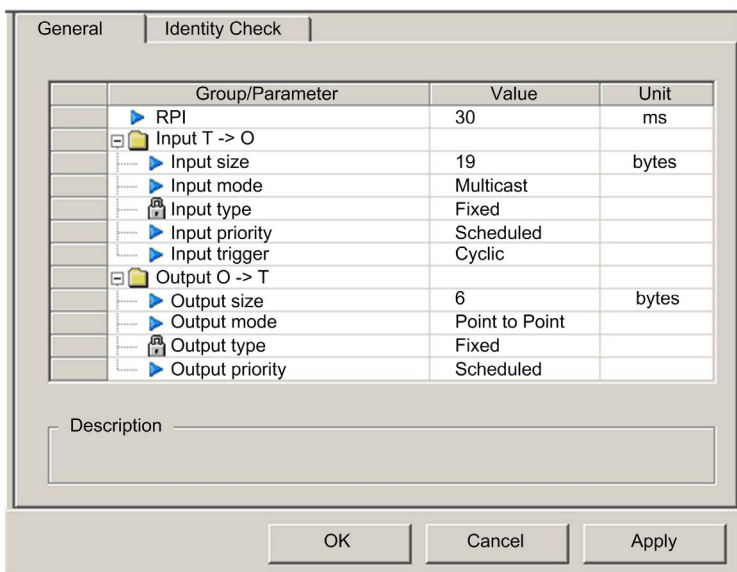 General Identity Check
Group/Parameter Value Unit
RPI 30 ms
Input T -> O
Input size 19 bytes
Input mode Multicast
Input type Fixed
Input priority Scheduled
Input trigger Cyclic
Output O -> T
Output size 6 bytes
Output mode Point to Point
Output type Fixed
Output priority Scheduled
Description
OK Cancel Apply